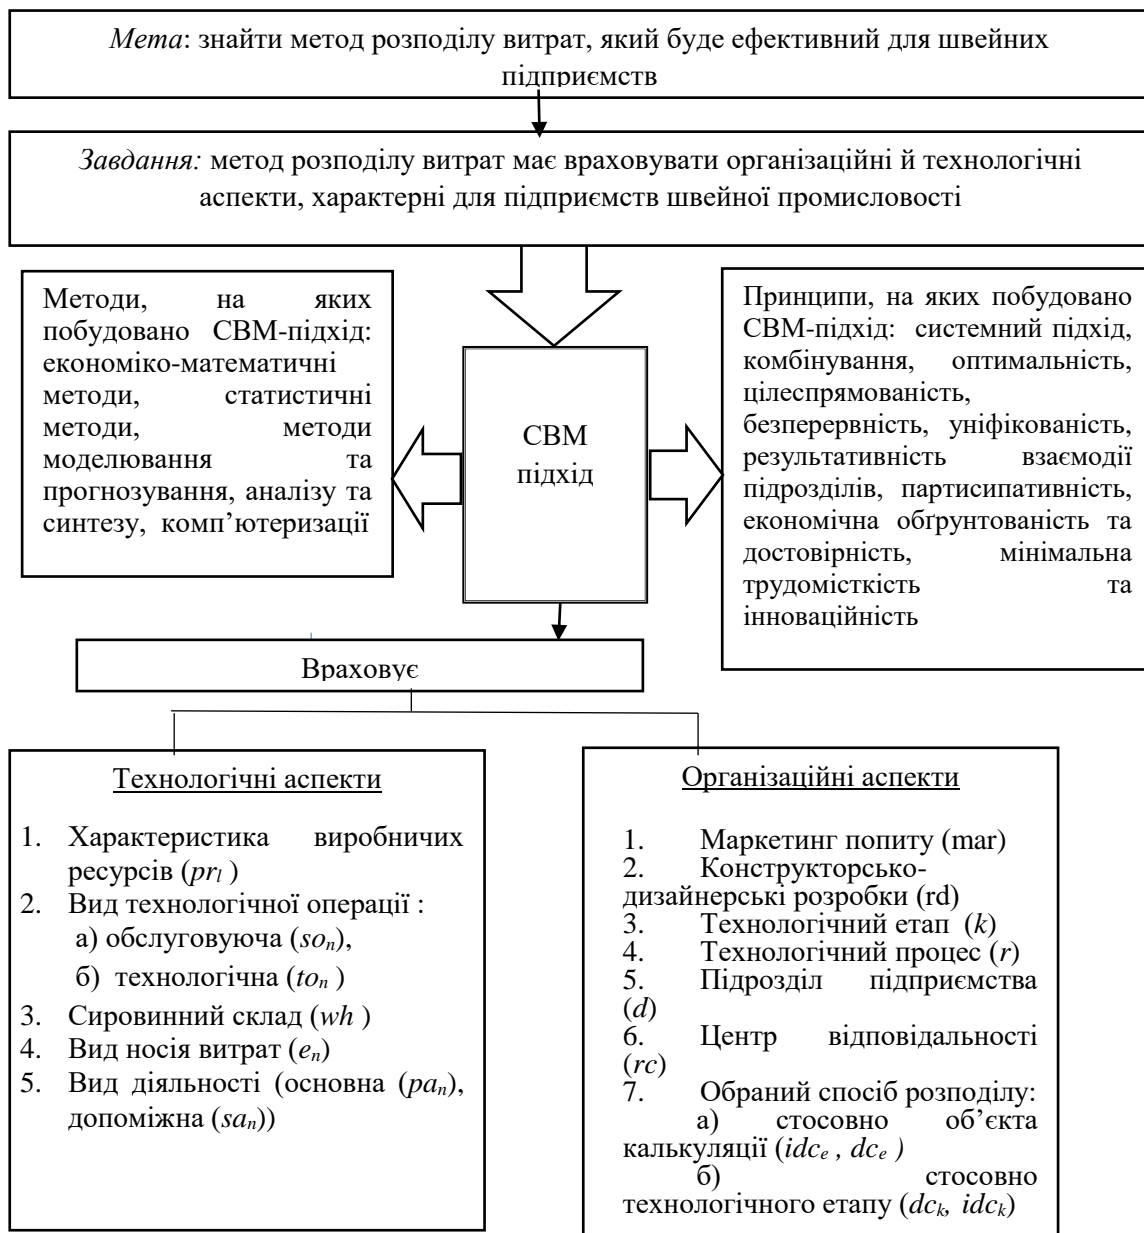 Мета: знайти метод розподілу витрат, який буде ефективний для швейних
підприємств
Завдання: метод розподілу витрат має враховувати організаційні й технологічні
аспекти, характерні для підприємств швейної промисловості
Методи, на яких
побудовано СВМ-підхід:
економіко-математичні
методи, статистичні
методи, методи
моделювання та
прогнозування, аналізу та
синтезу, комп’ютеризації
СВМ
підхід
Принципи, на яких побудовано
СВМ-підхід: системний підхід,
комбінування, оптимальність,
цілеспрямованість,
безперервність, уніфікованість,
результативність взаємодії
підрозділів, партисипативність,
економічна обґрунтованість та
достовірність, мінімальна
трудомісткість та
інноваційність
Враховує
Технологічні аспекти
1. Характеристика виробничих
ресурсів (prl )
2. Вид технологічної операції :
а) обслуговуюча (son),
б) технологічна (ton )
3. Сировинний склад (wh )
4. Вид носія витрат (en)
5. Вид діяльності (основна (pan),
допоміжна (san))
Організаційні аспекти
1. Маркетинг попиту (mar)
2. Конструкторсько-
дизайнерські розробки (rd)
3. Технологічний етап (k)
4. Технологічний процес (r)
5. Підрозділ підприємства
(d)
6. Центр відповідальності
(rc)
7. Обраний спосіб розподілу:
а) стосовно об’єкта
калькуляції (idce , dce )
б) стосовно
технологічного етапу (dck, idck)